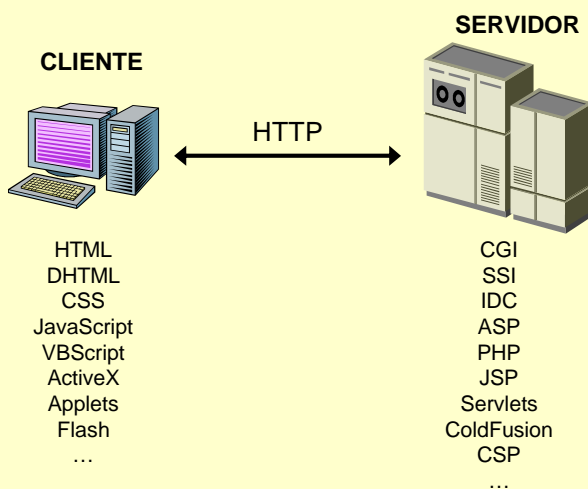 SERVIDOR
CLIENTE
HTTP
HTML
DHTML
CSS
JavaScript
VBScript
ActiveX
Applets
Flash
…
CGI
SSI
IDC
ASP
PHP
JSP
Servlets
ColdFusion
CSP
…